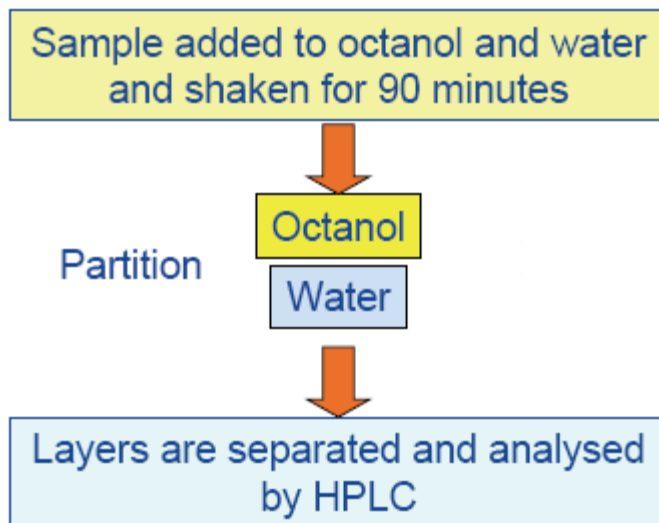 Sample added to octanol and water
and shaken for 90 minutes
Octanol
Partition
Water
Layers are separated and analysed
by HPLC